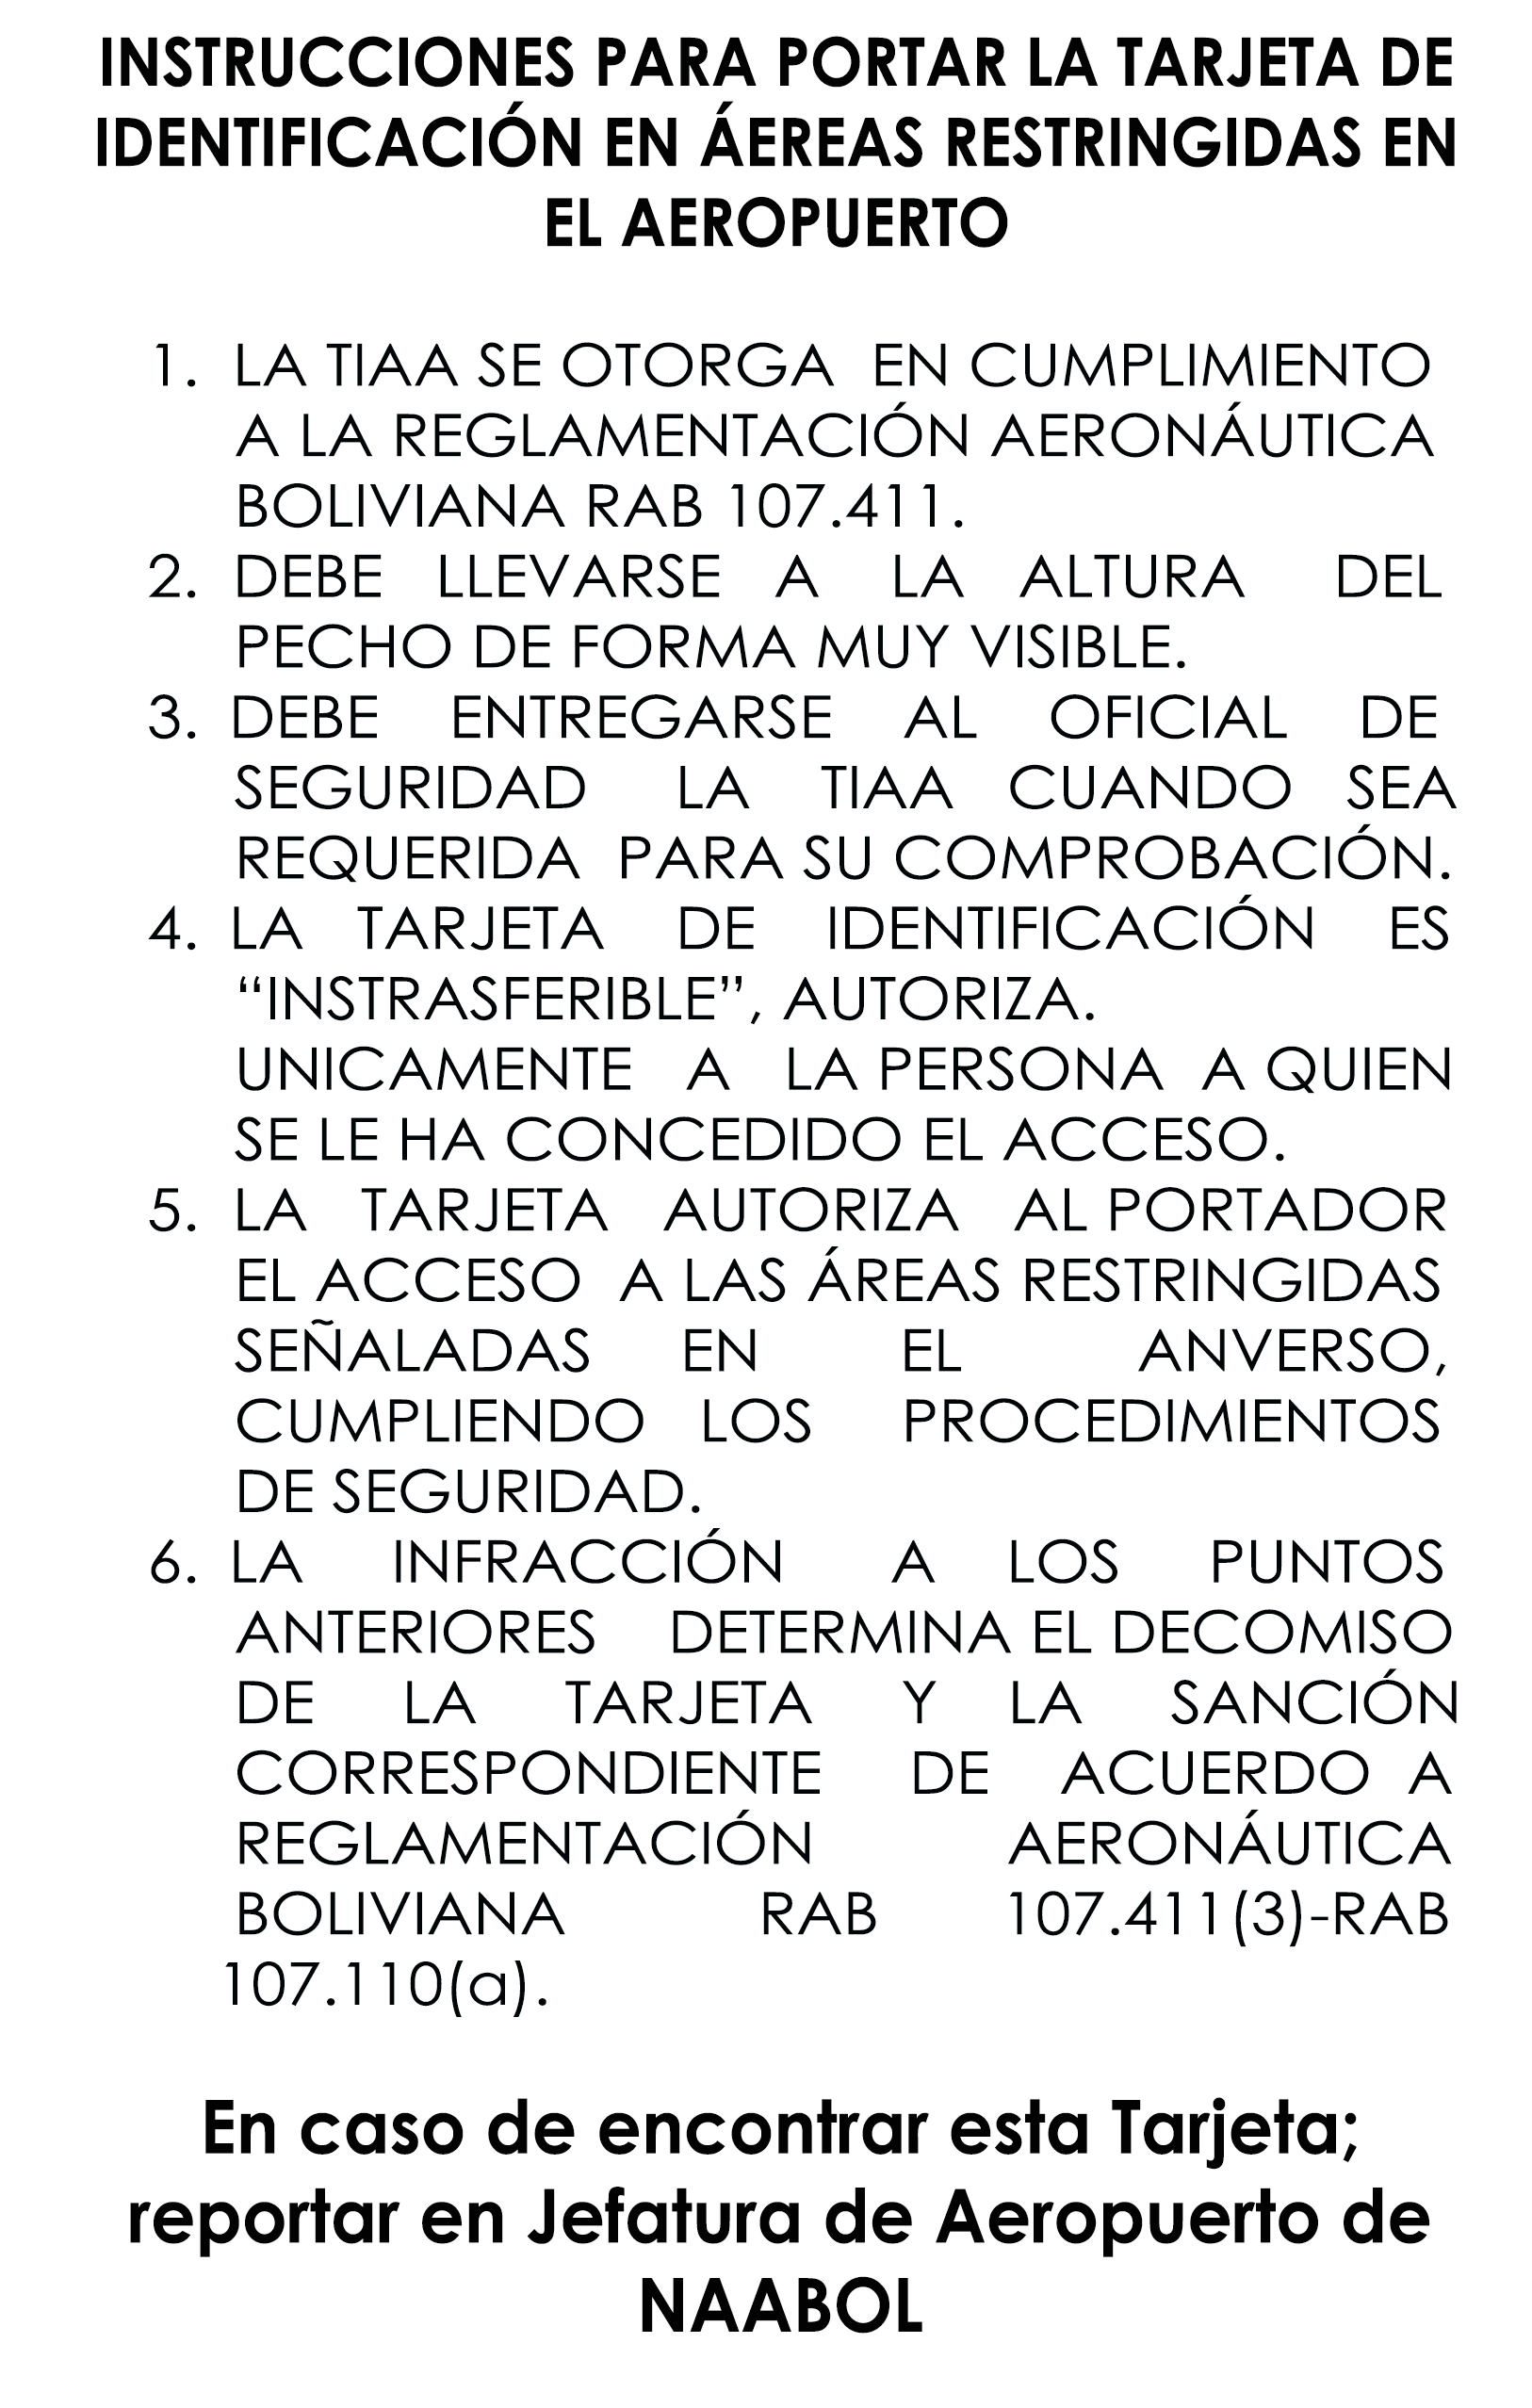 INSTRUCCIONES PARA PORTAR LA TARJETA DE
IDENTIFICACIÓN EN ÁEREAS RESTRINGIDAS EN
EL AEROPUERTO
1. LA TIAA SE OTORGA EN CUMPLIMIENTO
A LA REGLAMENTACIÓN AERONÁUTICA
BOLIVIANA RAB 107.411.
2. DEBE LLEVARSE A LA ALTURA DEL
PECHO DE FORMA MUY VISIBLE.
3. DEBE ENTREGARSE AL OFICIAL DE
SEGURIDAD LA TIAA CUANDO SEA
REQUERIDA PARA SU COMPROBACIÓN.
4. LA TARJETA DE IDENTIFICACIÓN ES
“INSTRASFERIBLE”, AUTORIZA.
UNICAMENTE A LA PERSONA A QUIEN
SE LE HA CONCEDIDO EL ACCESO.
5. LA TARJETA AUTORIZA AL PORTADOR
EL ACCESO A LAS ÁREAS RESTRINGIDAS
SEÑALADAS EN EL ANVERSO,
CUMPLIENDO LOS PROCEDIMIENTOS
DE SEGURIDAD.
6. LA INFRACCIÓN A LOS PUNTOS
ANTERIORES DETERMINA EL DECOMISO
DE LA TARJETA Y LA SANCIÓN
CORRESPONDIENTE DE ACUERDO A
REGLAMENTACIÓN AERONÁUTICA
BOLIVIANA RAB 107.411(3)-RAB
107.110(a).
En caso de encontrar esta Tarjeta;
reportar en Jefatura de Aeropuerto de
NAABOL